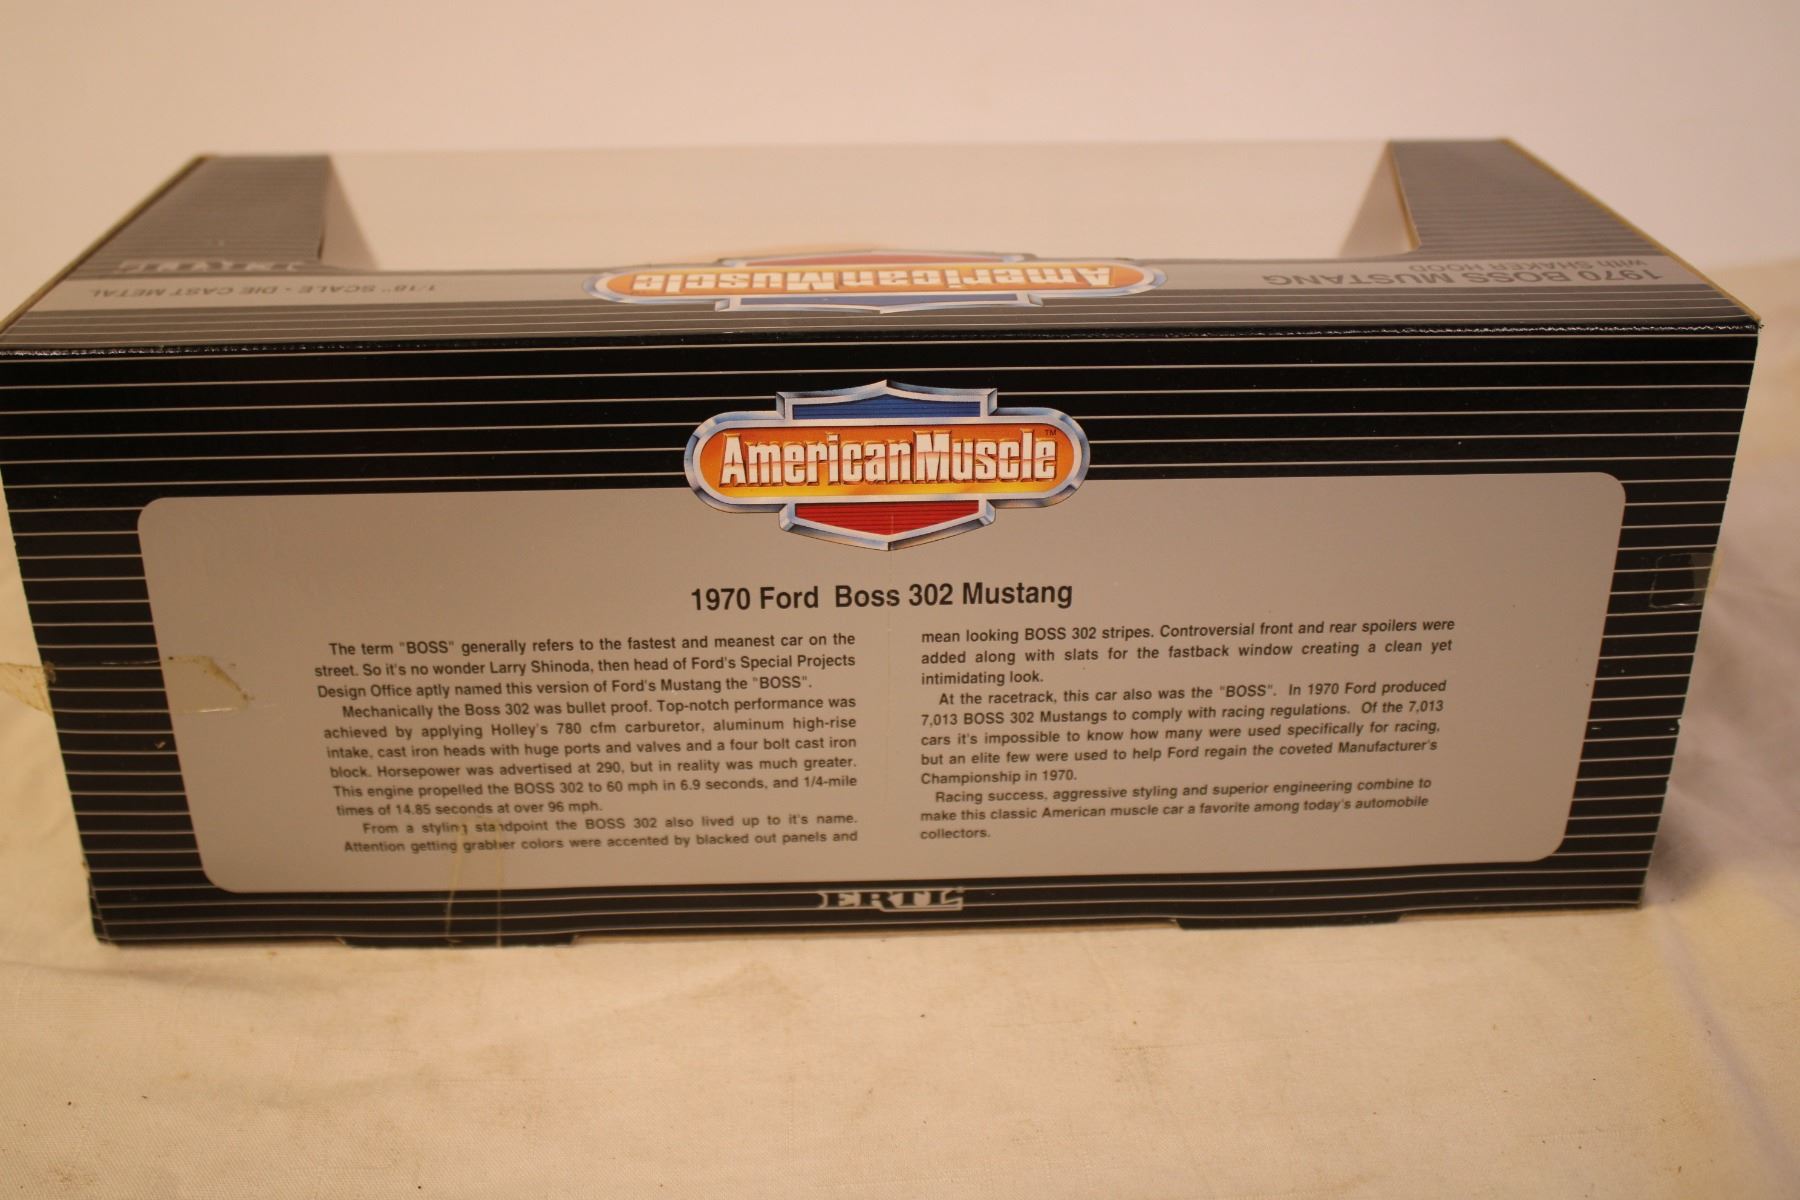 1/18" SCALE • DIE CAST METAL
AmericanMuscle
1970 BOSS MUSTANG
with SHAKER HOOD
AmericanMuscle™
1970 Ford Boss 302 Mustang
The term "BOSS" generally refers to the fastest and meanest car on the
street. So it's no wonder Larry Shinoda, then head of Ford's Special Projects
Design Office aptly named this version of Ford's Mustang the "BOSS".
Mechanically the Boss 302 was bullet proof. Top-notch performance was
achieved by applying Holley's 780 cfm carburetor, aluminum high-rise
intake, cast iron heads with huge ports and valves and a four bolt cast iron
block. Horsepower was advertised at 290, but in reality was much greater.
This engine propelled the BOSS 302 to 60 mph in 6.9 seconds, and 1/4-mile
times of 14.85 seconds at over 96 mph.
From a styling standpoint the BOSS 302 also lived up to it's name.
Attention getting grabber colors were accented by blacked out panels and
mean looking BOSS 302 stripes. Controversial front and rear spoilers were
added along with slats for the fastback window creating a clean yet
intimidating look.
At the racetrack, this car also was the "BOSS". In 1970 Ford produced
7,013 BOSS 302 Mustangs to comply with racing regulations. Of the 7,013
cars it's impossible to know how many were used specifically for racing,
but an elite few were used to help Ford regain the coveted Manufacturer's
Championship in 1970.
Racing success, aggressive styling and superior engineering combine to
make this classic American muscle car a favorite among today's automobile
collectors.
ERTL